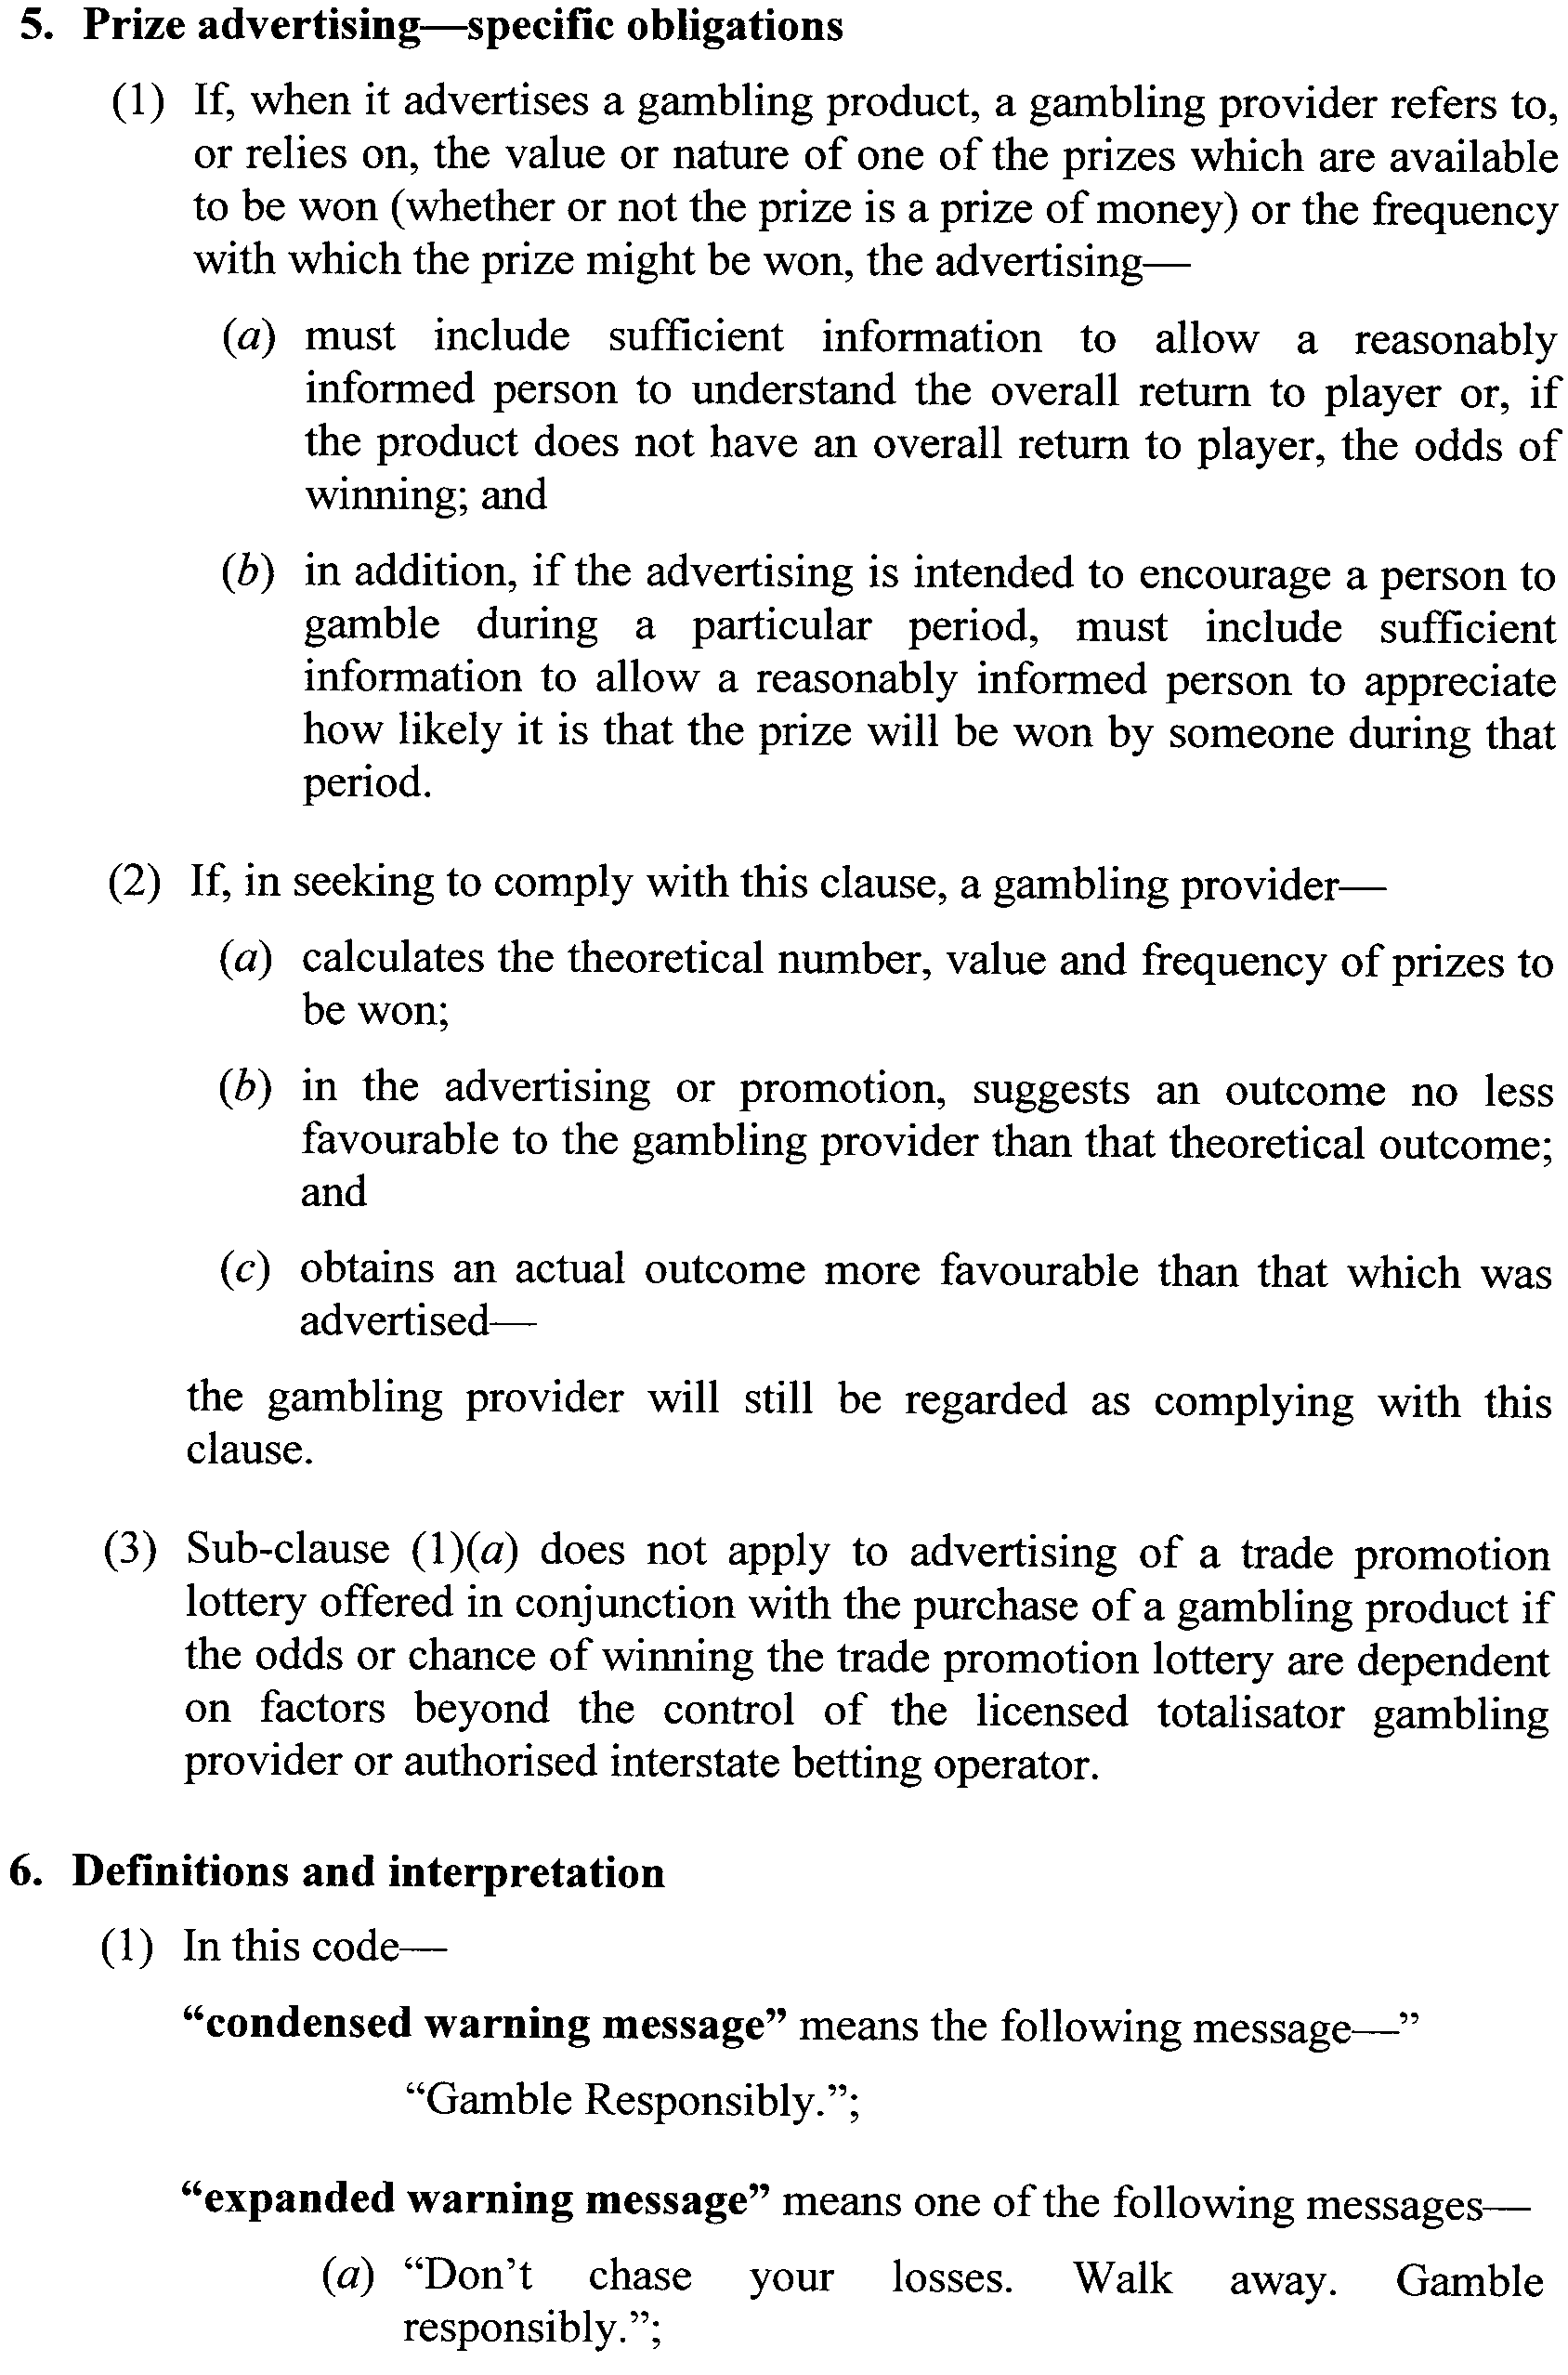 5. Prize advertising—specific obligations
(1) If, when it advertises a gambling product, a gambling provider refers to,
or relies on, the value or nature of one of the prizes which are available
to be won (whether or not the prize is a prize of money) or the frequency
with which the prize might be won, the advertising—
(a) must include sufficient information to allow a reasonably
informed person to understand the overall return to player or, if
the product does not have an overall return to player, the odds of
winning; and
(b) in addition, if the advertising is intended to encourage a person to
gamble during a particular period, must include sufficient
information to allow a reasonably informed person to appreciate
how likely it is that the prize will be won by someone during that
period.
(2) If, in seeking to comply with this clause, a gambling provider—
(a) calculates the theoretical number, value and frequency of prizes to
be won;
(b) in the advertising or promotion, suggests an outcome no less
favourable to the gambling provider than that theoretical outcome;
and
(c) obtains an actual outcome more favourable than that which was
advertised—
the gambling provider will still be regarded as complying with this
clause.
(3) Sub-clause (1)(a) does not apply to advertising of a trade promotion
lottery offered in conjunction with the purchase of a gambling product if
the odds or chance of winning the trade promotion lottery are dependent
on factors beyond the control of the licensed totalisator gambling
provider or authorised interstate betting operator.
6. Definitions and interpretation
(1) In this code—
“condensed warning message” means the following message—”
“Gamble Responsibly.”;
“expanded warning message” means one of the following messages—
(a) “Don’t chase your losses. Walk away. Gamble
responsibly.”;